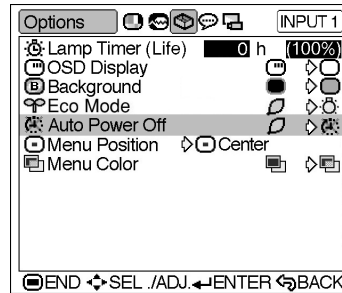 Options INPUT 1
Lamp Timer (Life) 0 h (100%)
OSD Display
B Background
Eco Mode
Auto Power Off
Menu Position Center
Menu Color
END SEL ./ADJ. ENTER BACK